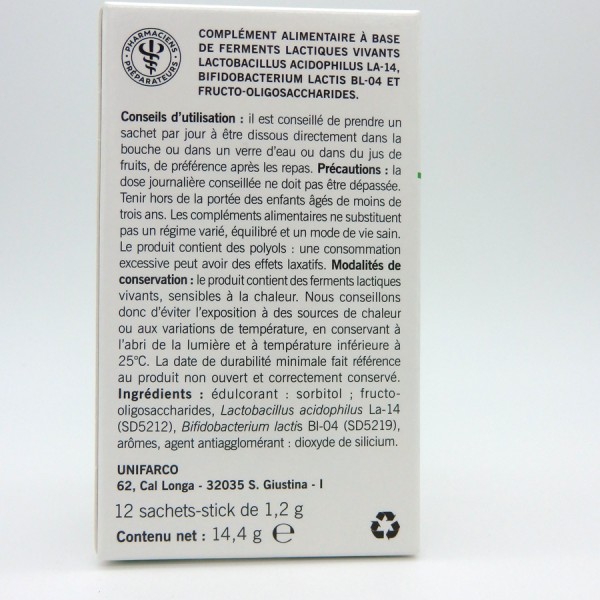 PHARMACIENS
PRÉPARATEURS
COMPLÉMENT ALIMENTAIRE À BASE
DE FERMENTS LACTIQUES VIVANTS
LACTOBACILLUS ACIDOPHILUS LA-14,
BIFIDOBACTERIUM LACTIS BL-04 ET
FRUCTO-OLIGOSACCHARIDES.
Conseils d'utilisation : il est conseillé de prendre un
sachet par jour à être dissous directement dans la
bouche ou dans un verre d'eau ou dans du jus de
fruits, de préférence après les repas. Précautions : la
dose journalière conseillée ne doit pas être dépassée.
Tenir hors de la portée des enfants âgés de moins de
trois ans. Les compléments alimentaires ne substituent
pas un régime varié, équilibré et un mode de vie sain.
Le produit contient des polyols : une consommation
excessive peut avoir des effets laxatifs. Modalités de
conservation : le produit contient des ferments lactiques
vivants, sensibles à la chaleur. Nous conseillons
donc d'éviter l'exposition à des sources de chaleur
ou aux variations de température, en conservant à
l'abri de la lumière et à température inférieure à
25°C. La date de durabilité minimale fait référence
au produit non ouvert et correctement conservé.
Ingrédients : édulcorant : sorbitol ; fructo-
oligosaccharides, Lactobacillus acidophilus La-14
(SD5212), Bifidobacterium lactis Bl-04 (SD5219),
arômes, agent antiagglomérant : dioxyde de silicium.
UNIFARCO
62, Cal Longa - 32035 S. Giustina - I
12 sachets-stick de 1,2 g
Contenu net : 14,4 g ℮